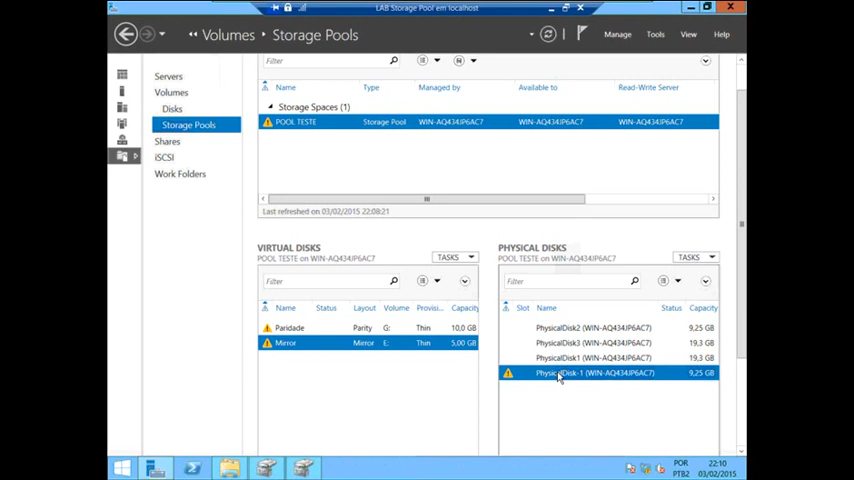 LAB Storage Pool em localhost
Volumes ▸ Storage Pools
Manage Tools View Help
Servers
Volumes
Disks
Storage Pools
Shares
iSCSI
Work Folders
Filter
Name Type Managed by Available to Read-Write Server
Storage Spaces (1)
POOL TESTE Storage Pool WIN-AQ434JP6AC7 WIN-AQ434JP6AC7 WIN-AQ434JP6AC7
Last refreshed on 03/02/2015 22:08:21
VIRTUAL DISKS
POOL TESTE on WIN-AQ434JP6AC7
TASKS
Filter
Name Status Layout Volume Provisi... Capacity
Paridade Parity G: Thin 10,0 GB
Mirror Mirror E: Thin 5,00 GB
PHYSICAL DISKS
POOL TESTE on WIN-AQ434JP6AC7
TASKS
Filter
Slot Name Status Capacity
PhysicalDisk2 (WIN-AQ434JP6AC7) 9,25 GB
PhysicalDisk3 (WIN-AQ434JP6AC7) 19,3 GB
PhysicalDisk1 (WIN-AQ434JP6AC7) 19,3 GB
PhysicalDisk-1 (WIN-AQ434JP6AC7) 9,25 GB
POR
PTB2
22:10
03/02/2015